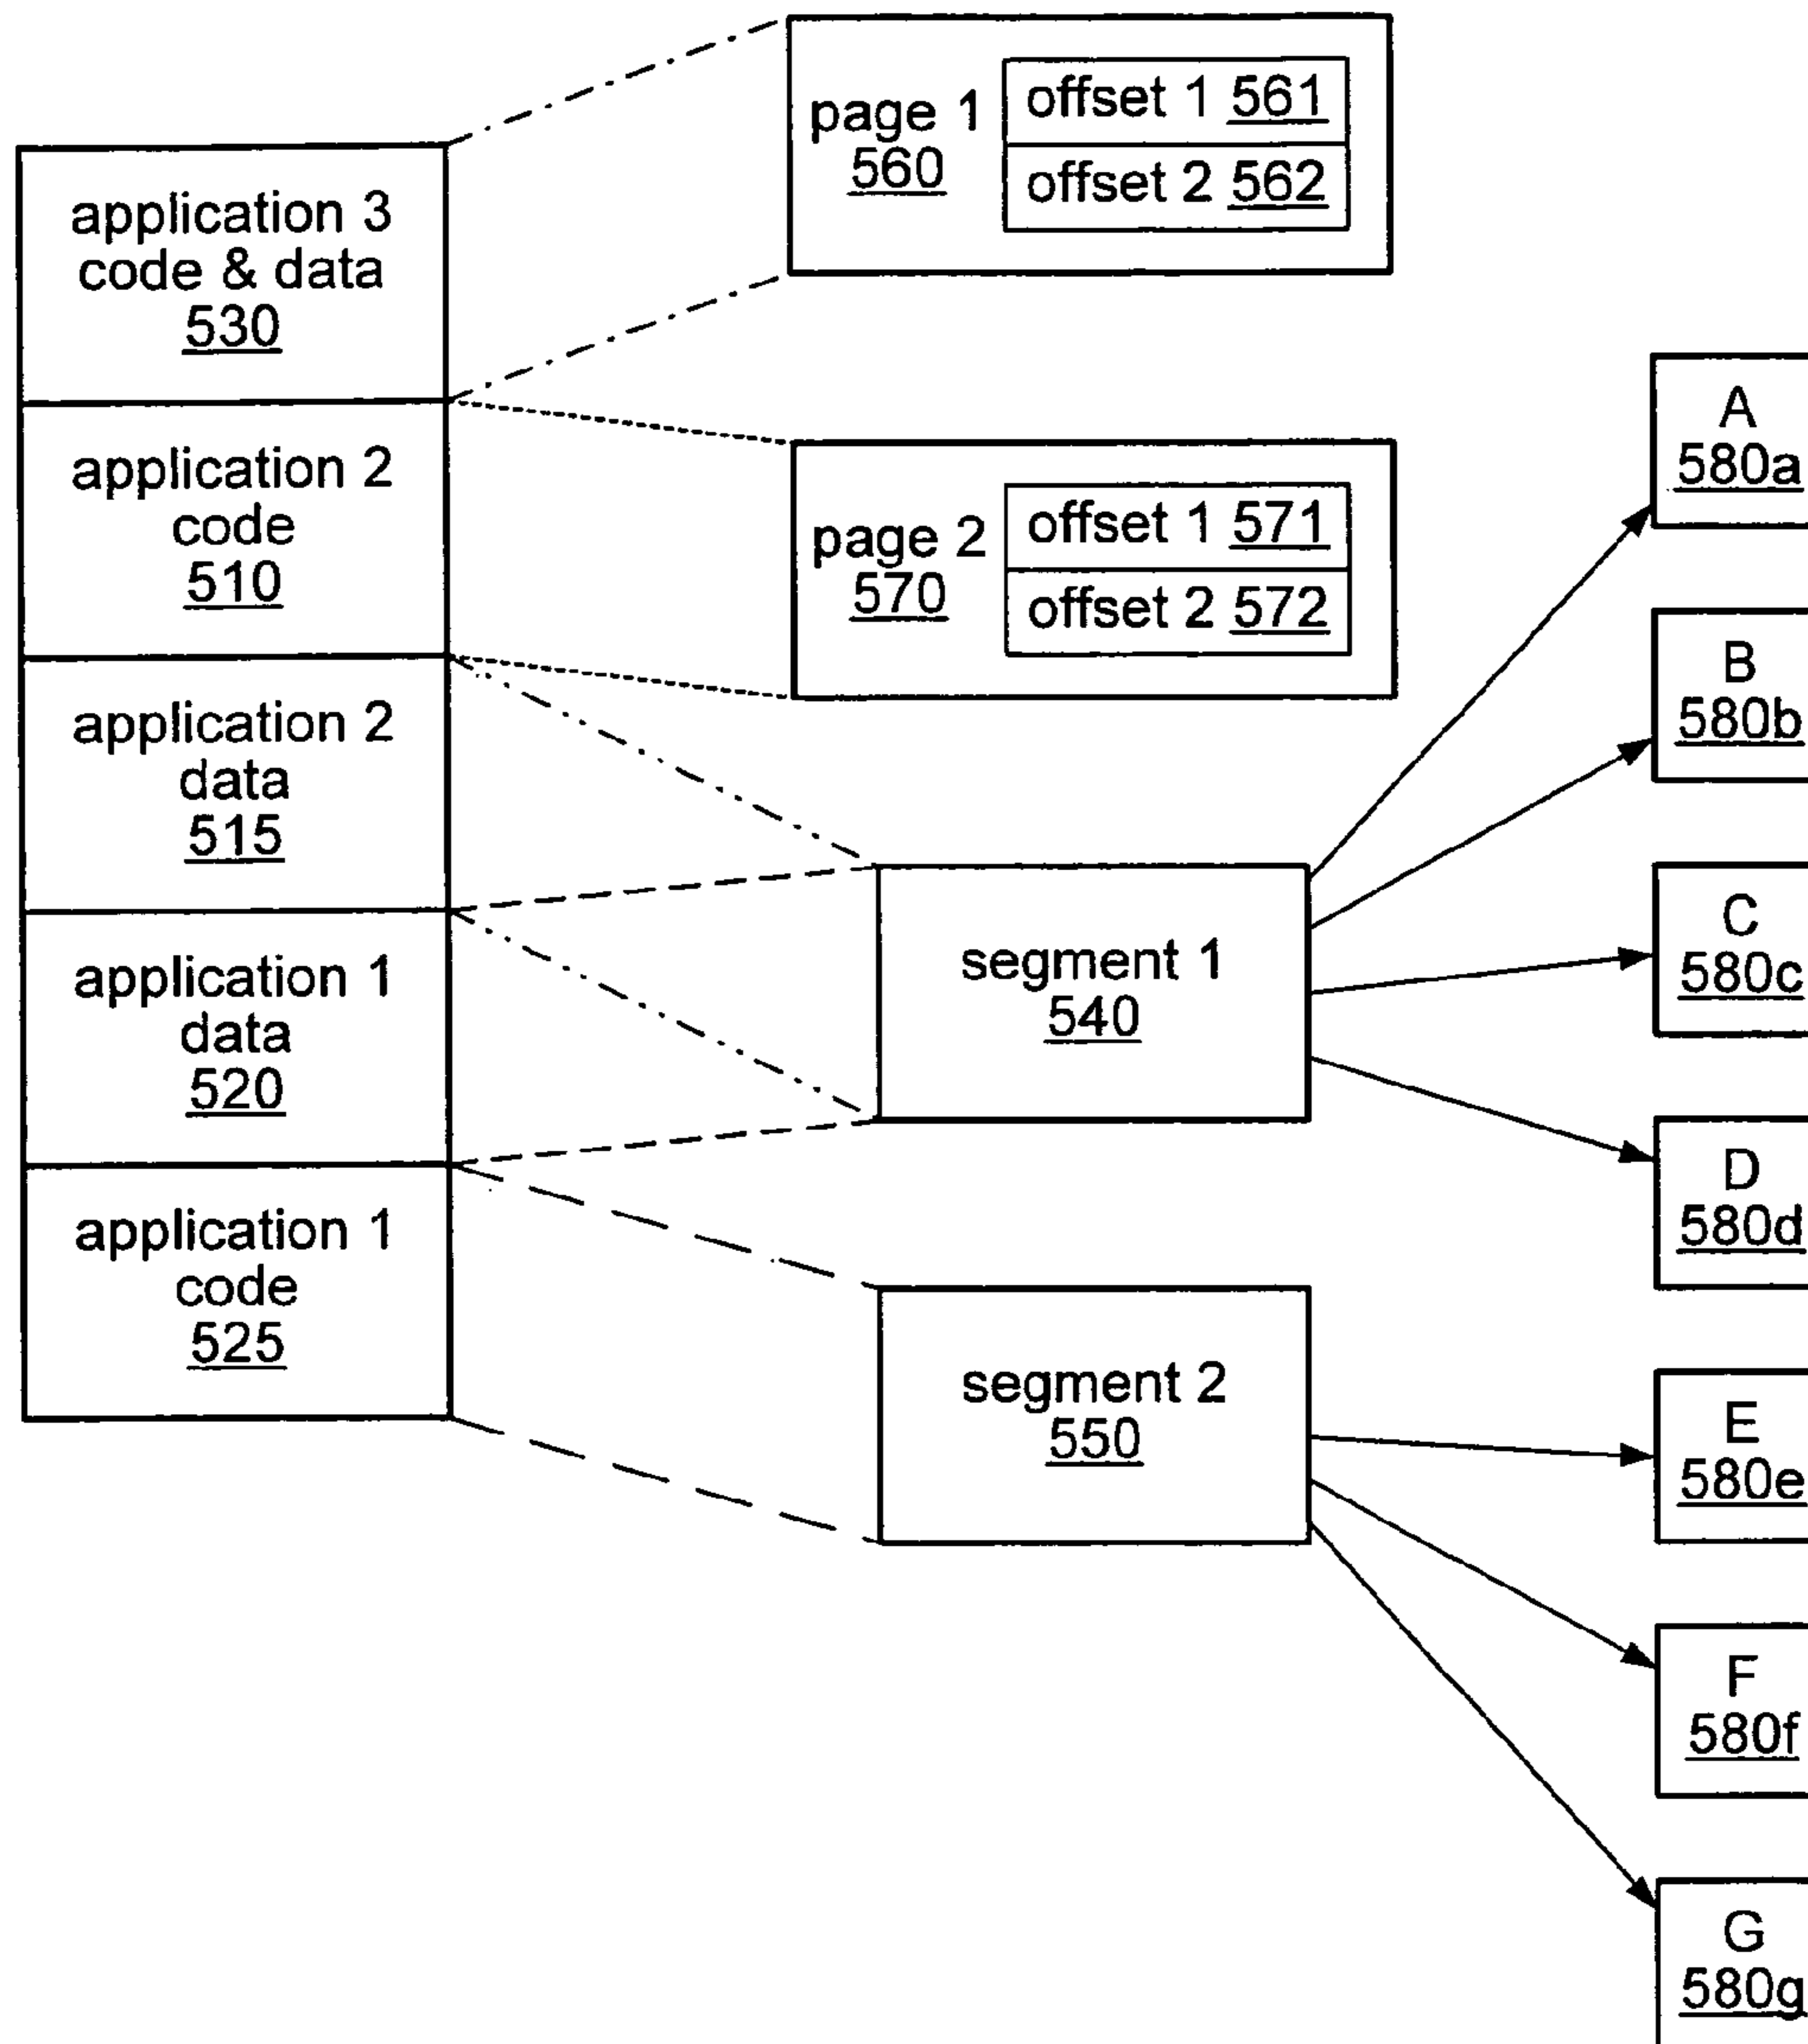 application 3
code & data
530
application 2
code
510
application 2
data
515
application 1
data
520
application 1
code
525
page 1
560
offset 1 561
offset 2 562
page 2
570
offset 1 571
offset 2 572
segment 1
540
segment 2
550
A
580a
B
580b
C
580c
D
580d
E
580e
F
580f
G
580g